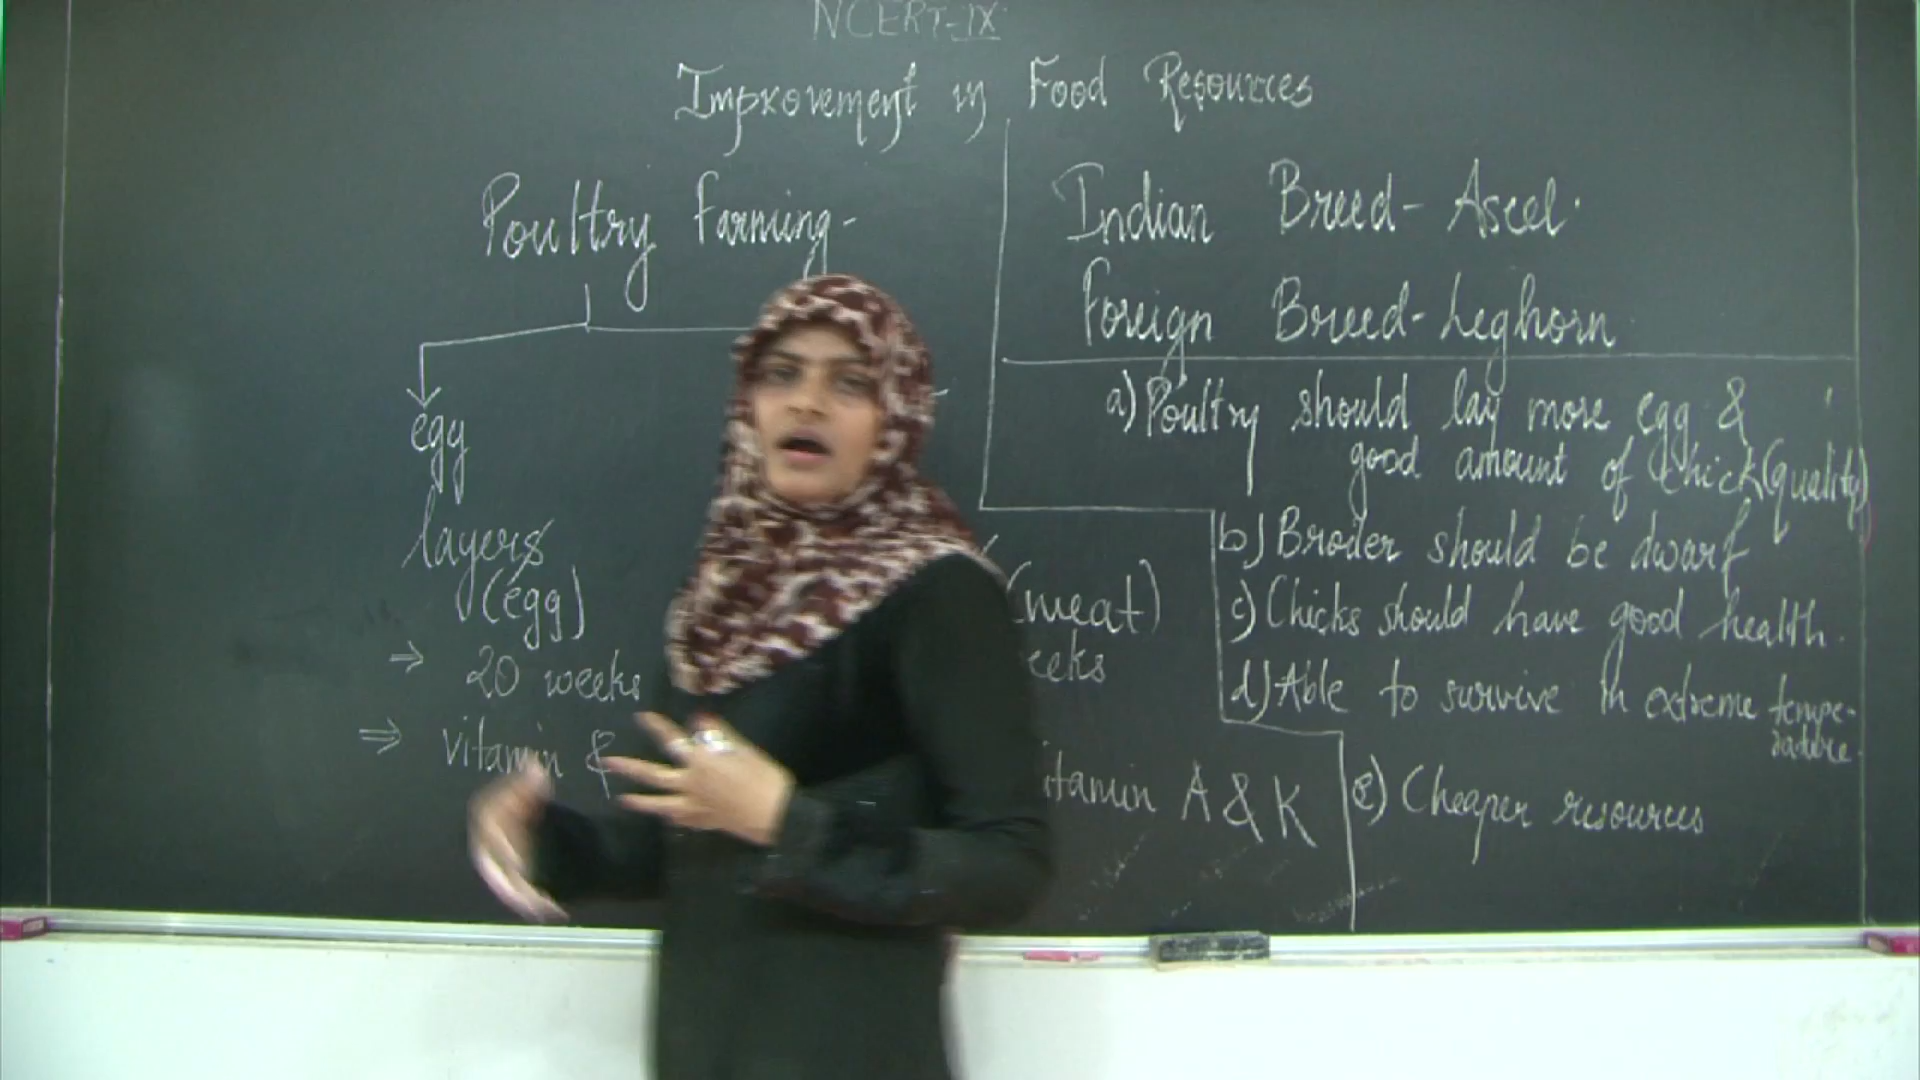 NCERT-IX
Improvement in Food Resources
Poultry Farming-
egg
layers
(egg)
⇒ 20 weeks
⇒ vitamin &
(meat)
A & K
Indian Breed - Aseel.
Foreign Breed - Leghorn
a) Poultry should lay more egg &
good amount of chick (quality)
b) Broiler should be dwarf
c) Chicks should have good health.
d) Able to survive in extreme tempe-
rature.
e) Cheaper resources